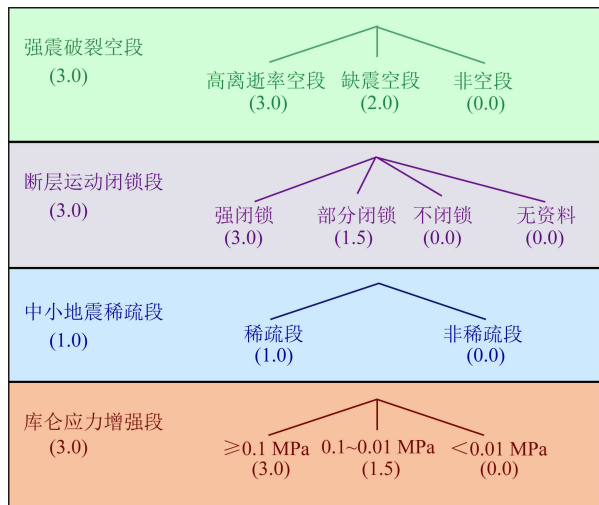 强震破裂空段
(3.0)
高离逝率空段 缺震空段 非空段
(3.0) (2.0) (0.0)
断层运动闭锁段
(3.0)
强闭锁 部分闭锁 不闭锁 无资料
(3.0) (1.5) (0.0) (0.0)
中小地震稀疏段
(1.0)
稀疏段 非稀疏段
(1.0) (0.0)
库仑应力增强段
(3.0)
≥0.1 MPa 0.1~0.01 MPa <0.01 MPa
(3.0) (1.5) (0.0)